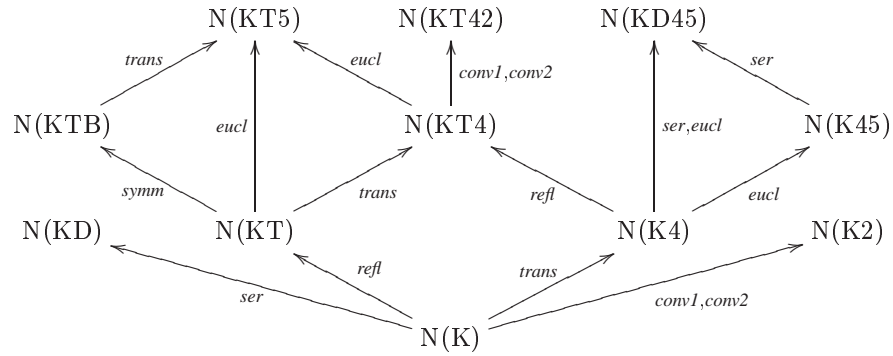 N(KT5) N(KT42) N(KD45)
trans eucl conv1,conv2 ser
N(KTB) eucl N(KT4) ser,eucl N(K45)
symm trans refl eucl
N(KD) N(KT) N(K4) N(K2)
ser refl trans conv1,conv2
N(K)